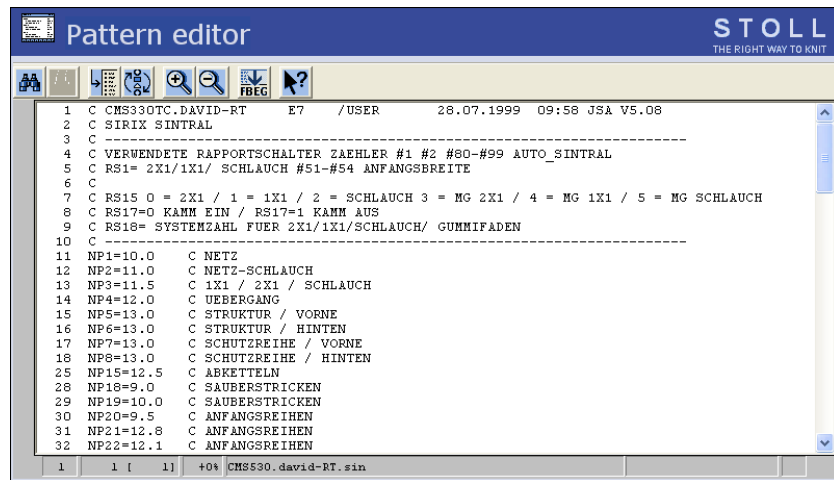 Pattern editor
STOLL
THE RIGHT WAY TO KNIT
FBEG
1 C CMS330TC.DAVID-RT E7 /USER 28.07.1999 09:58 JSA V5.08
2 C SIRIX SINTRAL
3 C ----------------------------------------------------------------------
4 C VERWENDETE RAPPORTSCHALTER ZAEHLER #1 #2 #80-#99 AUTO_SINTRAL
5 C RS1= 2X1/1X1/ SCHLAUCH #51-#54 ANFANGSBREITE
6 C
7 C RS15 0 = 2X1 / 1 = 1X1 / 2 = SCHLAUCH 3 = MG 2X1 / 4 = MG 1X1 / 5 = MG SCHLAUCH
8 C RS17=0 KAMM EIN / RS17=1 KAMM AUS
9 C RS18= SYSTEMZAHL FUER 2X1/1X1/SCHLAUCH/ GUMMIFADEN
10 C ----------------------------------------------------------------------
11 NP1=10.0 C NETZ
12 NP2=11.0 C NETZ-SCHLAUCH
13 NP3=11.5 C 1X1 / 2X1 / SCHLAUCH
14 NP4=12.0 C UEBERGANG
15 NP5=13.0 C STRUKTUR / VORNE
16 NP6=13.0 C STRUKTUR / HINTEN
17 NP7=13.0 C SCHUTZREIHE / VORNE
18 NP8=13.0 C SCHUTZREIHE / HINTEN
25 NP15=12.5 C ABKETTELN
28 NP18=9.0 C SAUBERSTRICKEN
29 NP19=10.0 C SAUBERSTRICKEN
30 NP20=9.5 C ANFANGSREIHEN
31 NP21=12.8 C ANFANGSREIHEN
32 NP22=12.1 C ANFANGSREIHEN
1 1 [ 1] +0% CMS530.david-RT.sin